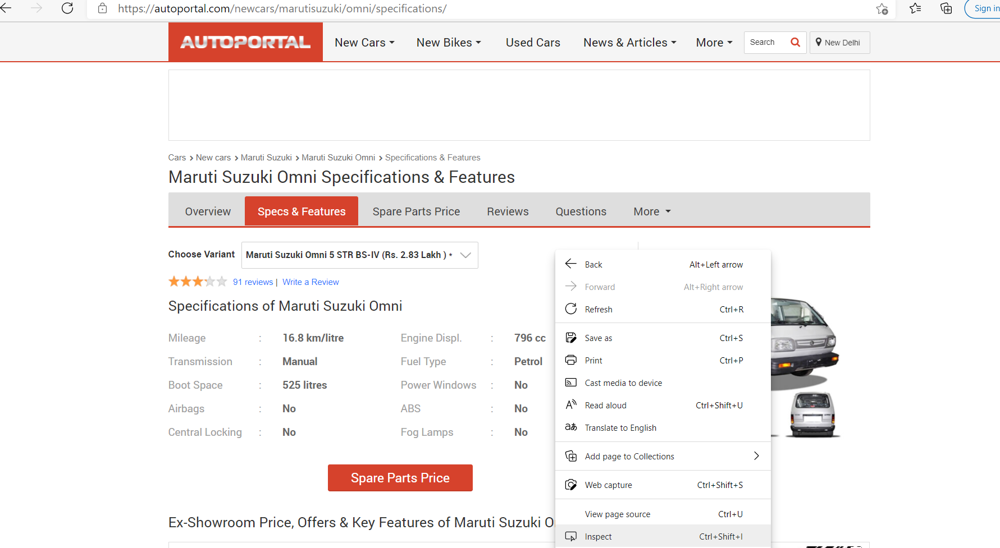 https://autoportal.com/newcars/marutisuzuki/omni/specifications/
Sign in
AUTOPORTAL
New Cars
New Bikes
Used Cars
News & Articles
More
Search
New Delhi
Cars > New cars > Maruti Suzuki > Maruti Suzuki Omni > Specifications & Features
Maruti Suzuki Omni Specifications & Features
Overview
Specs & Features
Spare Parts Price
Reviews
Questions
More
Choose Variant
Maruti Suzuki Omni 5 STR BS-IV (Rs. 2.83 Lakh ) *
91 reviews | Write a Review
Specifications of Maruti Suzuki Omni
Mileage : 16.8 km/litre Engine Displ. : 796 cc
Transmission : Manual Fuel Type : Petrol
Boot Space : 525 litres Power Windows : No
Airbags : No ABS : No
Central Locking : No Fog Lamps : No
Spare Parts Price
Ex-Showroom Price, Offers & Key Features of Maruti Suzuki
Back Alt+Left arrow
Forward Alt+Right arrow
Refresh Ctrl+R
Save as Ctrl+S
Print Ctrl+P
Cast media to device
Read aloud Ctrl+Shift+U
Translate to English
Add page to Collections
Web capture Ctrl+Shift+S
View page source Ctrl+U
Inspect Ctrl+Shift+I